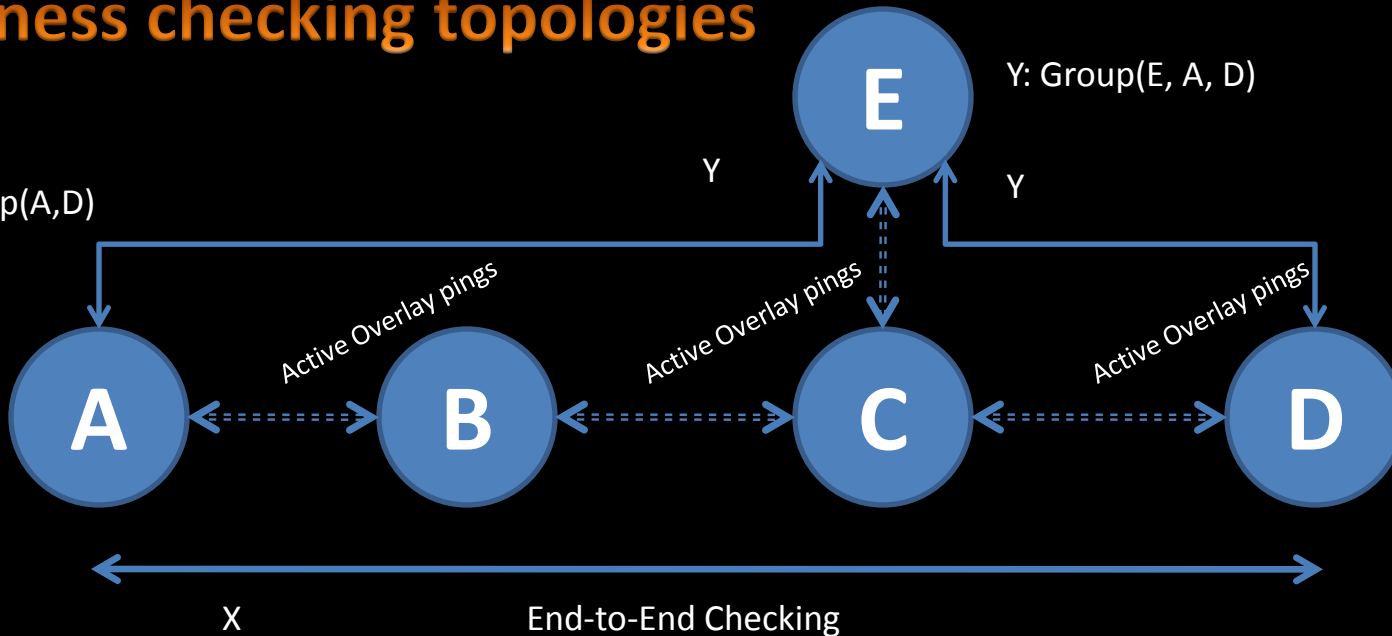 ness checking topologies
E
Y: Group(E, A, D)
Y
Y
p(A,D)
Active Overlay pings
Active Overlay pings
Active Overlay pings
A
B
C
D
X
End-to-End Checking